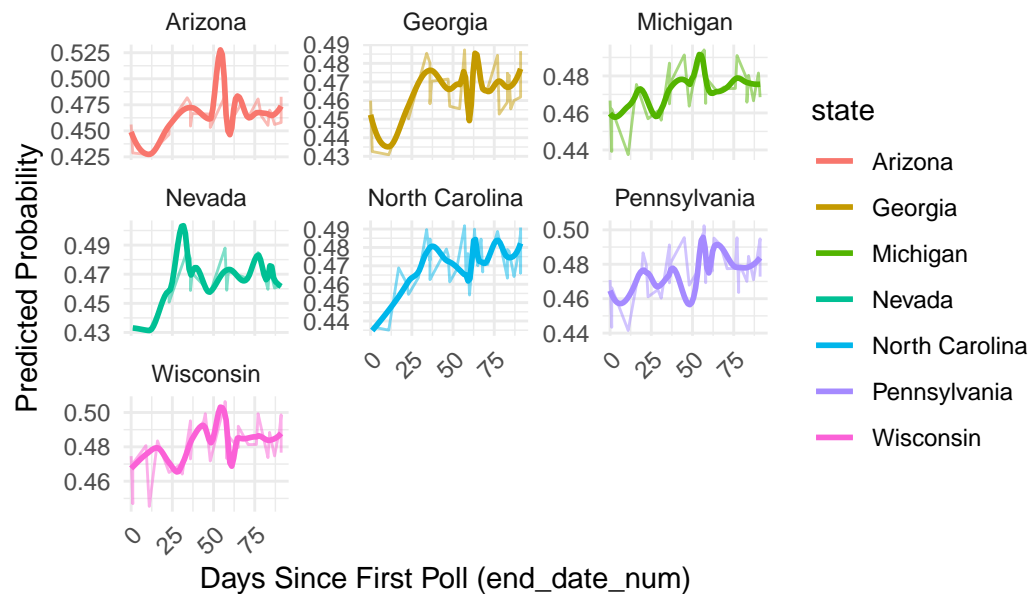 Arizona
Georgia
Michigan
0.525
0.500
0.475
0.450
0.425
0.49
0.48
0.47
0.46
0.45
0.44
0.43
0.48
0.46
0.44
Nevada
North Carolina
Pennsylvania
0.49
0.47
0.45
0.43
0.49
0.48
0.47
0.46
0.45
0.44
0.50
0.48
0.46
0.44
0
25
50
75
0
25
50
75
Wisconsin
0.50
0.48
0.46
0
25
50
75
Predicted Probability
Days Since First Poll (end_date_num)
state
Arizona
Georgia
Michigan
Nevada
North Carolina
Pennsylvania
Wisconsin